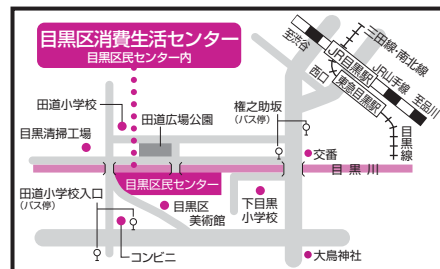 目黒区消費生活センター
目黒区民センター内
至渋谷
三田線・南北線
JR目黒駅
JR山手線
至品川
西口
東急目黒駅
目黒線
田道小学校
田道広場公園
権之助坂
(バス停)
目黒清掃工場
交番
目黒川
目黒区民センター
田道小学校入口
(バス停)
目黒区
美術館
下目黒
小学校
コンビニ
大鳥神社